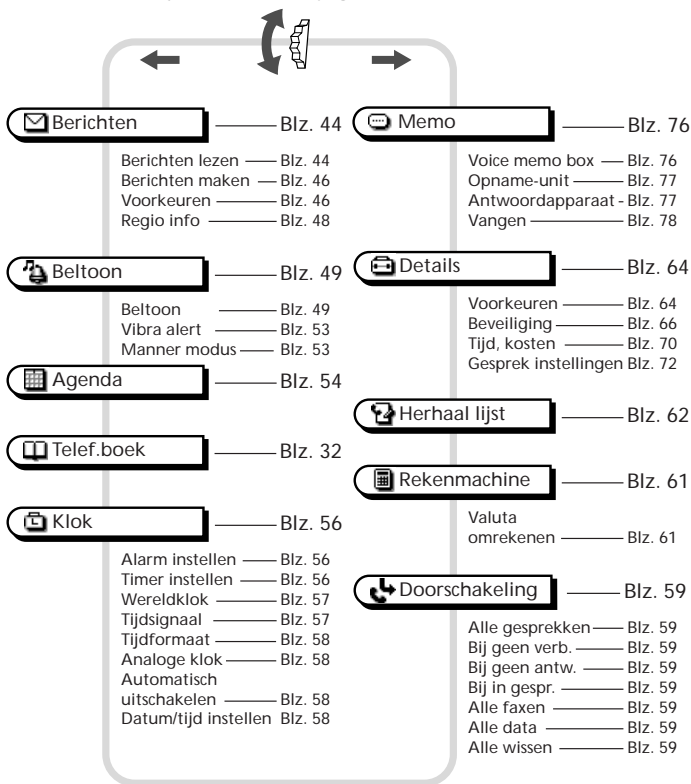 Berichten Blz. 44
Berichten lezen Blz. 44
Berichten maken Blz. 46
Voorkeuren Blz. 46
Regio info Blz. 48
Beltoon Blz. 49
Beltoon Blz. 49
Vibra alert Blz. 53
Manner modus Blz. 53
Agenda Blz. 54
Telef.boek Blz. 32
Klok Blz. 56
Alarm instellen Blz. 56
Timer instellen Blz. 56
Wereldklok Blz. 57
Tijdsignaal Blz. 57
Tijdformaat Blz. 58
Analoge klok Blz. 58
Automatisch
uitschakelen Blz. 58
Datum/tijd instellen Blz. 58
Memo Blz. 76
Voice memo box Blz. 76
Opname-unit Blz. 77
Antwoordapparaat - Blz. 77
Vangen Blz. 78
Details Blz. 64
Voorkeuren Blz. 64
Beveiliging Blz. 66
Tijd, kosten Blz. 70
Gesprek instellingen Blz. 72
Herhaal lijst Blz. 62
Rekenmachine Blz. 61
Valuta
omrekenen Blz. 61
Doorschakeling Blz. 59
Alle gesprekken Blz. 59
Bij geen verb. Blz. 59
Bij geen antw. Blz. 59
Bij in gespr. Blz. 59
Alle faxen Blz. 59
Alle data Blz. 59
Alle wissen Blz. 59